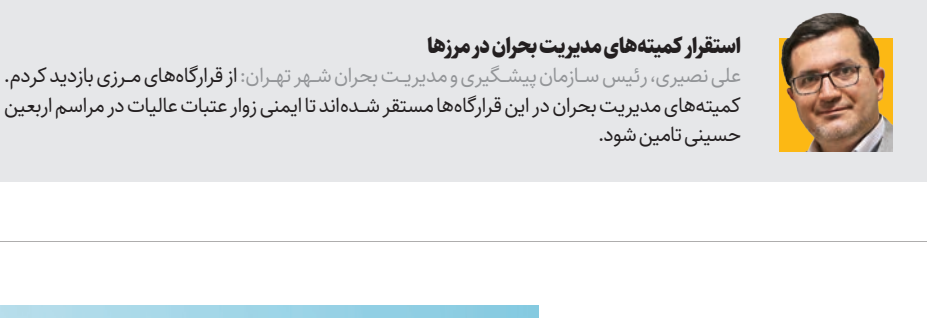 استقرار کمیته‌های مدیریت بحران در مرزها
علی نصیری، رئیس سازمان پیشگیری و مدیریت بحران شهر تهران: از قرارگاه‌های مرزی بازدید کردم.
کمیته‌های مدیریت بحران در این قرارگاه‌ها مستقر شده‌اند تا ایمنی زوار عتبات عالیات در مراسم اربعین
حسینی تامین شود.